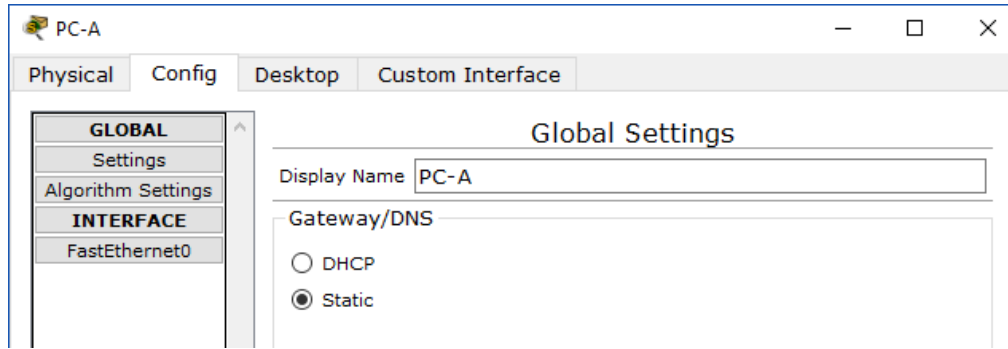 PC-A
Physical Config Desktop Custom Interface
GLOBAL
Settings
Algorithm Settings
INTERFACE
FastEthernet0
Global Settings
Display Name PC-A
Gateway/DNS
DHCP
Static